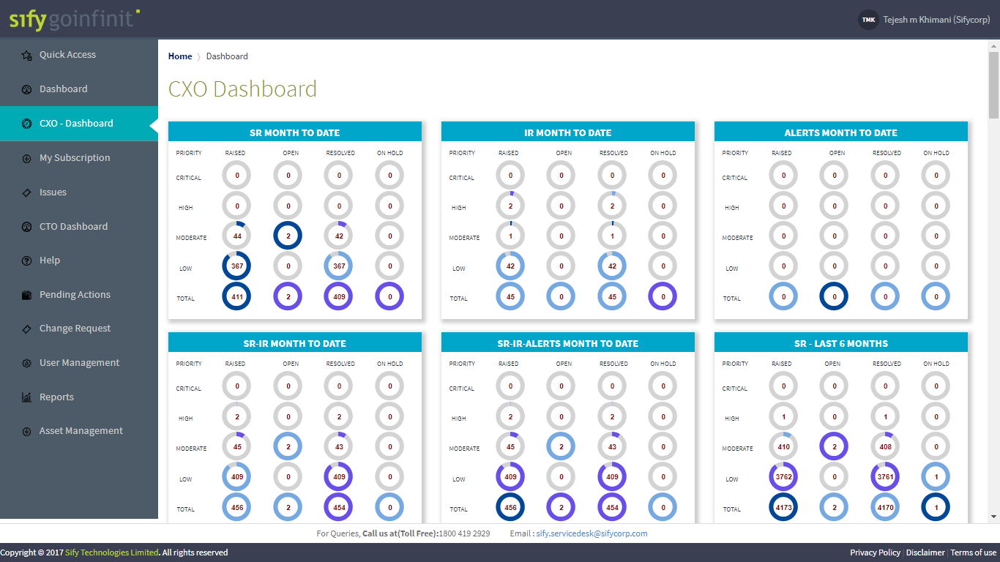 sify goinfinit
TMK Tejesh m Khimani (Sifycorp)
Quick Access
Dashboard
CXO - Dashboard
My Subscription
Issues
CTO Dashboard
Help
Pending Actions
Change Request
User Management
Reports
Asset Management
Home 〉 Dashboard
CXO Dashboard
SR MONTH TO DATE
PRIORITY RAISED OPEN RESOLVED ON HOLD
CRITICAL 0 0 0 0
HIGH 0 0 0 0
MODERATE 44 2 42 0
LOW 367 0 367 0
TOTAL 411 2 409 0
IR MONTH TO DATE
PRIORITY RAISED OPEN RESOLVED ON HOLD
CRITICAL 0 0 0 0
HIGH 2 0 2 0
MODERATE 1 0 1 0
LOW 42 0 42 0
TOTAL 45 0 45 0
ALERTS MONTH TO DATE
PRIORITY RAISED OPEN RESOLVED ON HOLD
CRITICAL 0 0 0 0
HIGH 0 0 0 0
MODERATE 0 0 0 0
LOW 0 0 0 0
TOTAL 0 0 0 0
SR-IR MONTH TO DATE
PRIORITY RAISED OPEN RESOLVED ON HOLD
CRITICAL 0 0 0 0
HIGH 2 0 2 0
MODERATE 45 2 43 0
LOW 409 0 409 0
TOTAL 456 2 454 0
SR-IR-ALERTS MONTH TO DATE
PRIORITY RAISED OPEN RESOLVED ON HOLD
CRITICAL 0 0 0 0
HIGH 2 0 2 0
MODERATE 45 2 43 0
LOW 409 0 409 0
TOTAL 456 2 454 0
SR - LAST 6 MONTHS
PRIORITY RAISED OPEN RESOLVED ON HOLD
CRITICAL 0 0 0 0
HIGH 1 0 1 0
MODERATE 410 2 408 0
LOW 3762 0 3761 1
TOTAL 4173 2 4170 1
For Queries, Call us at(Toll Free):1800 419 2929 Email : sify.servicedesk@sifycorp.com
Copyright © 2017 Sify Technologies Limited. All rights reserved
Privacy Policy | Disclaimer | Terms of use